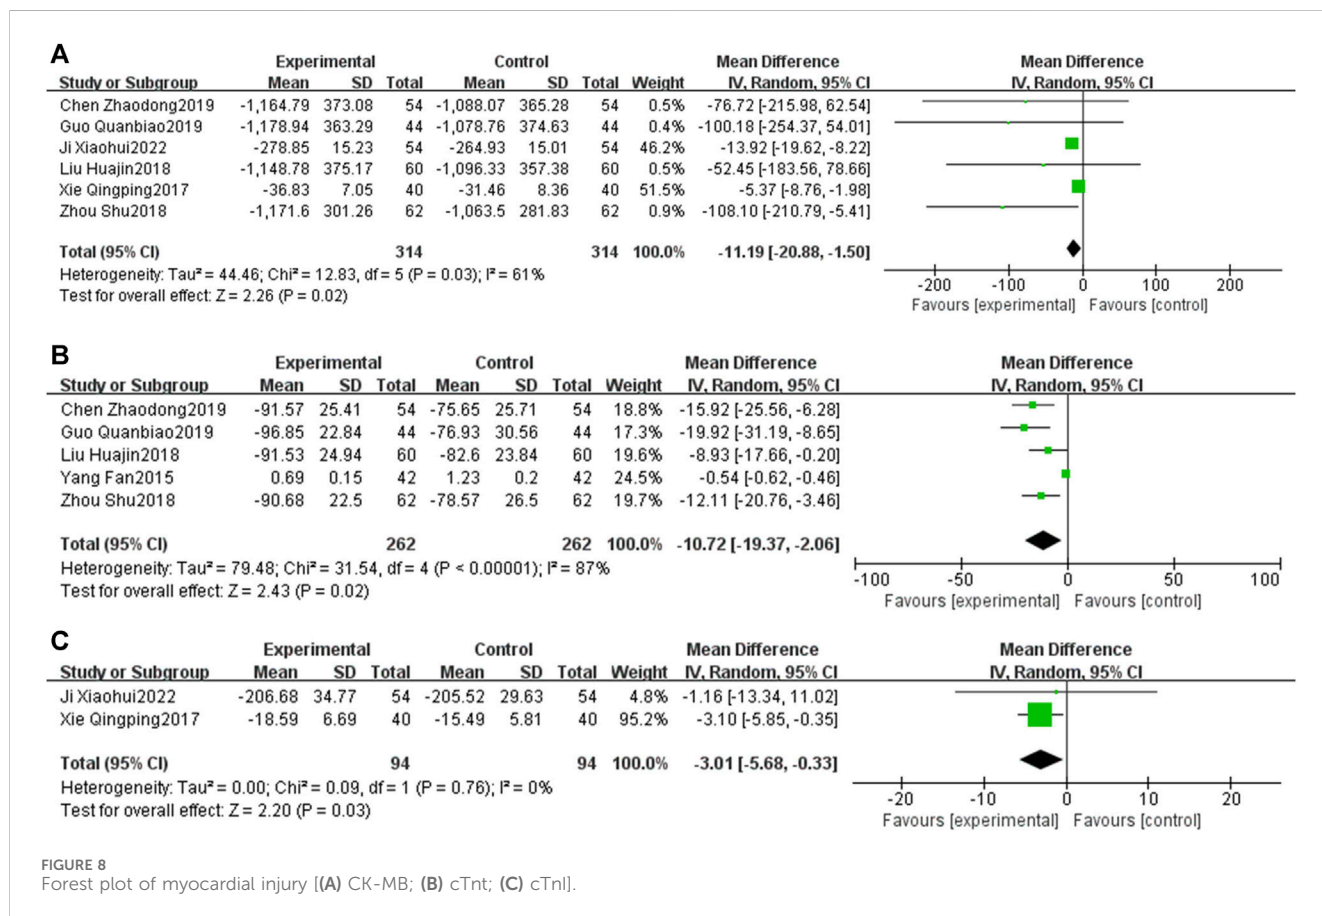 A
Experimental Control Mean Difference Mean Difference
Study or Subgroup Mean SD Total Mean SD Total Weight IV, Random, 95% CI IV, Random, 95% CI
Chen Zhaodong2019 -1,164.79 373.08 54 -1,088.07 365.28 54 0.5% -76.72 [-215.98, 62.54]
Guo Quanbiao2019 -1,178.94 363.29 44 -1,078.76 374.63 44 0.4% -100.18 [-254.37, 54.01]
Ji Xiaohui2022 -278.85 15.23 54 -264.93 15.01 54 46.2% -13.92 [-19.62, -8.22]
Liu Huajin2018 -1,148.78 375.17 60 -1,096.33 357.38 60 0.5% -52.45 [-183.56, 78.66]
Xie Qingping2017 -36.83 7.05 40 -31.46 8.36 40 51.5% -5.37 [-8.76, -1.98]
Zhou Shu2018 -1,171.6 301.26 62 -1,063.5 281.83 62 0.9% -108.10 [-210.79, -5.41]
Total (95% CI) 314 314 100.0% -11.19 [-20.88, -1.50]
Heterogeneity: Tau² = 44.46; Chi² = 12.83, df = 5 (P = 0.03); I² = 61%
Test for overall effect: Z = 2.26 (P = 0.02)
-200 -100 0 100 200
Favours [experimental] Favours [control]
B
Experimental Control Mean Difference Mean Difference
Study or Subgroup Mean SD Total Mean SD Total Weight IV, Random, 95% CI IV, Random, 95% CI
Chen Zhaodong2019 -91.57 25.41 54 -75.65 25.71 54 18.8% -15.92 [-25.56, -6.28]
Guo Quanbiao2019 -96.85 22.84 44 -76.93 30.56 44 17.3% -19.92 [-31.19, -8.65]
Liu Huajin2018 -91.53 24.94 60 -82.6 23.84 60 19.6% -8.93 [-17.66, -0.20]
Yang Fan2015 0.69 0.15 42 1.23 0.2 42 24.5% -0.54 [-0.62, -0.46]
Zhou Shu2018 -90.68 22.5 62 -78.57 26.5 62 19.7% -12.11 [-20.76, -3.46]
Total (95% CI) 262 262 100.0% -10.72 [-19.37, -2.06]
Heterogeneity: Tau² = 79.48; Chi² = 31.54, df = 4 (P < 0.00001); I² = 87%
Test for overall effect: Z = 2.43 (P = 0.02)
-100 -50 0 50 100
Favours [experimental] Favours [control]
C
Experimental Control Mean Difference Mean Difference
Study or Subgroup Mean SD Total Mean SD Total Weight IV, Random, 95% CI IV, Random, 95% CI
Ji Xiaohui2022 -206.68 34.77 54 -205.52 29.63 54 4.8% -1.16 [-13.34, 11.02]
Xie Qingping2017 -18.59 6.69 40 -15.49 5.81 40 95.2% -3.10 [-5.85, -0.35]
Total (95% CI) 94 94 100.0% -3.01 [-5.68, -0.33]
Heterogeneity: Tau² = 0.00; Chi² = 0.09, df = 1 (P = 0.76); I² = 0%
Test for overall effect: Z = 2.20 (P = 0.03)
-20 -10 0 10 20
Favours [experimental] Favours [control]
FIGURE 8
Forest plot of myocardial injury [(A) CK-MB; (B) cTnt; (C) cTnI].